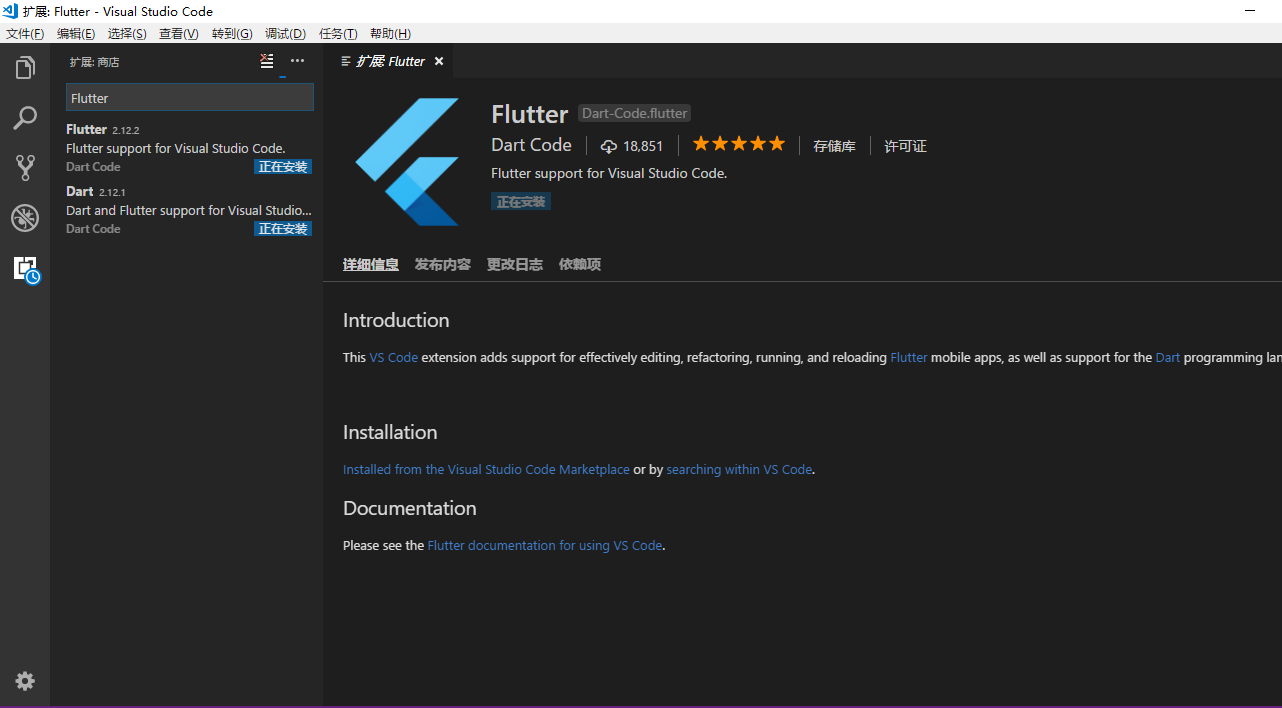 扩展: Flutter - Visual Studio Code
文件(F) 编辑(E) 选择(S) 查看(V) 转到(G) 调试(D) 任务(T) 帮助(H)
扩展: 商店
Flutter
Flutter 2.12.2
Flutter support for Visual Studio Code.
Dart Code 正在安装
Dart 2.12.1
Dart and Flutter support for Visual Studio...
Dart Code 正在安装
扩展: Flutter
Flutter Dart-Code.flutter
Dart Code 18,851 存储库 许可证
Flutter support for Visual Studio Code.
正在安装
详细信息 发布内容 更改日志 依赖项
Introduction
This VS Code extension adds support for effectively editing, refactoring, running, and reloading Flutter mobile apps, as well as support for the Dart programming lan
Installation
Installed from the Visual Studio Code Marketplace or by searching within VS Code.
Documentation
Please see the Flutter documentation for using VS Code.